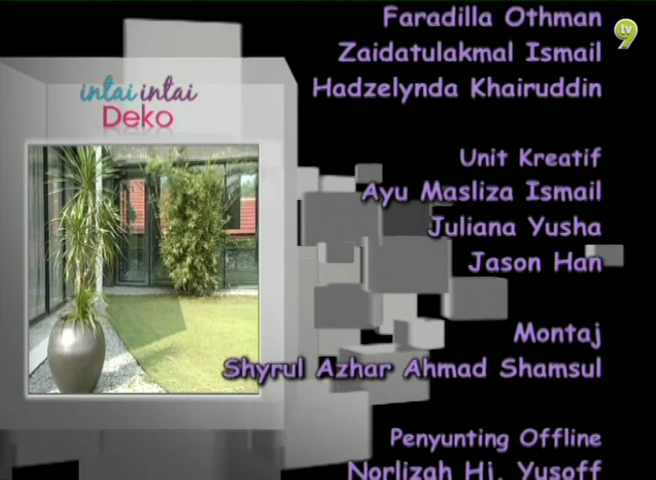 Faradilla Othman
tv9
Zaidatulakmal Ismail
Hadzelynda Khairuddin
intai intai
Deko
Unit Kreatif
Ayu Masliza Ismail
Juliana Yusha
Jason Han
Montaj
Shyrul Azhar Ahmad Shamsul
Penyunting Offline
Norlizah Hj. Yusoff